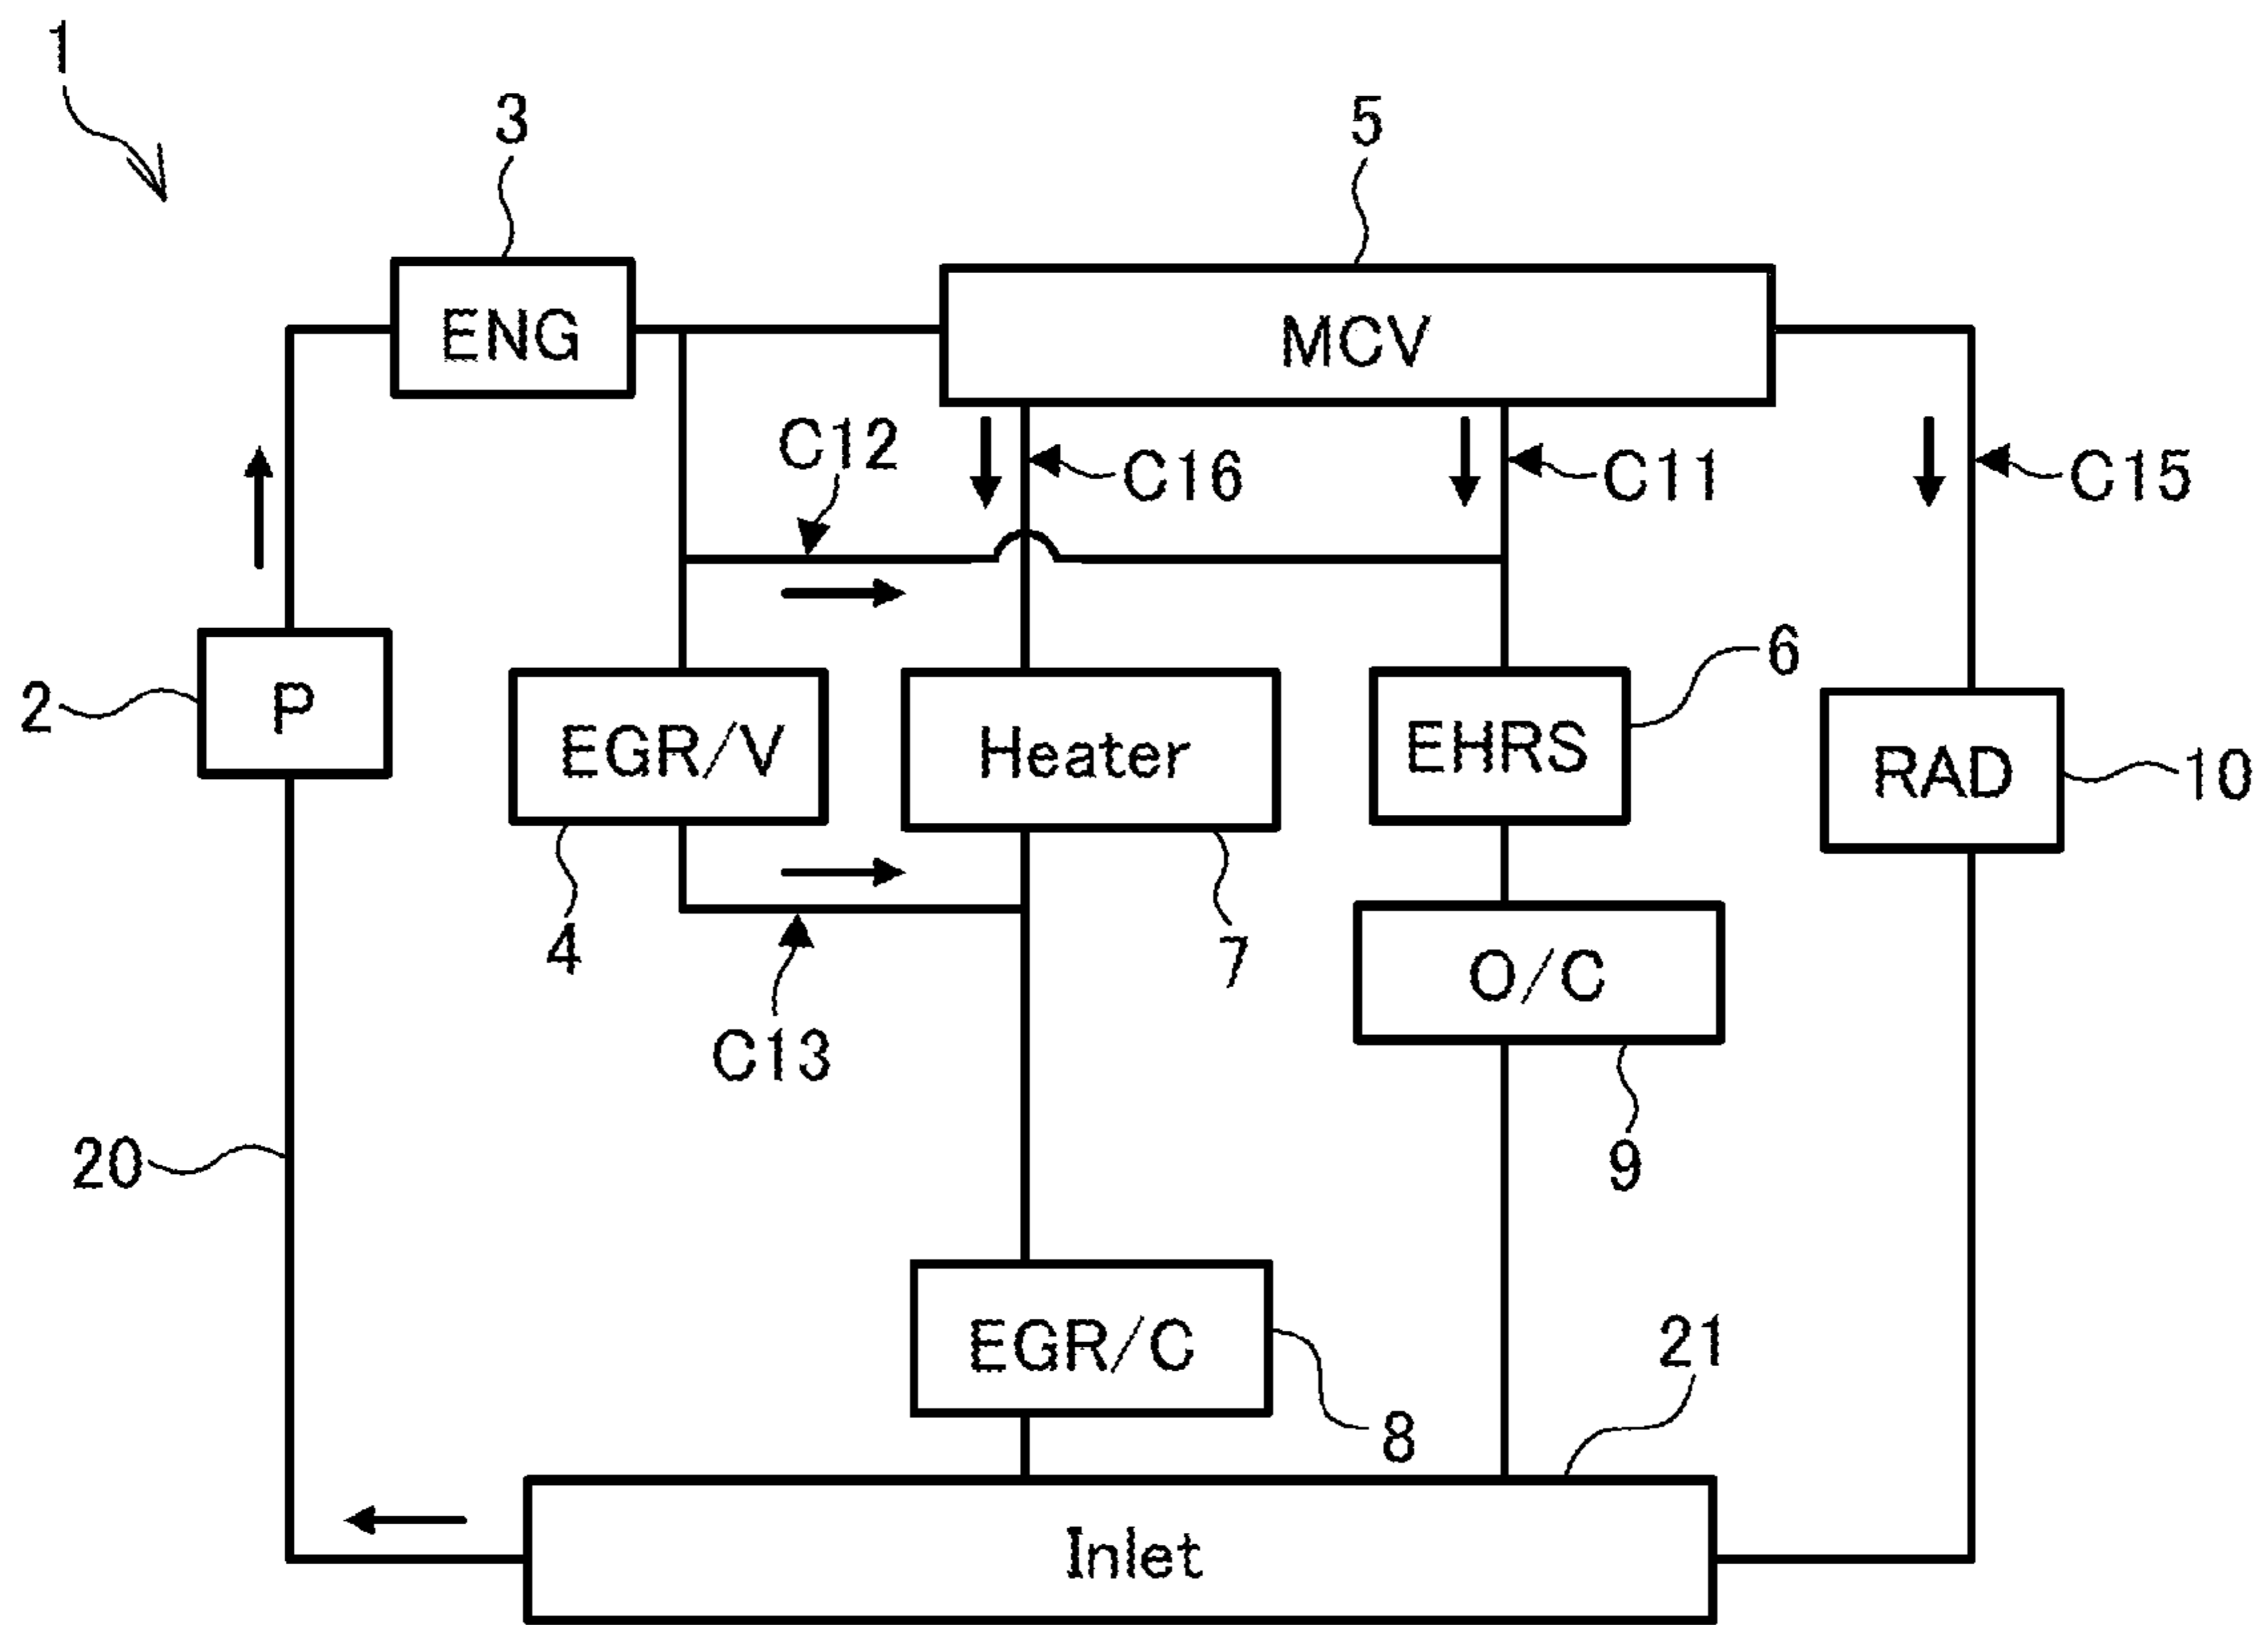 1
3
5
ENG
MCV
C12
C16
C11
C15
2
P
EGR/V
Heater
EHRS
6
RAD
10
4
7
O/C
C13
20
9
EGR/C
8
21
Inlet